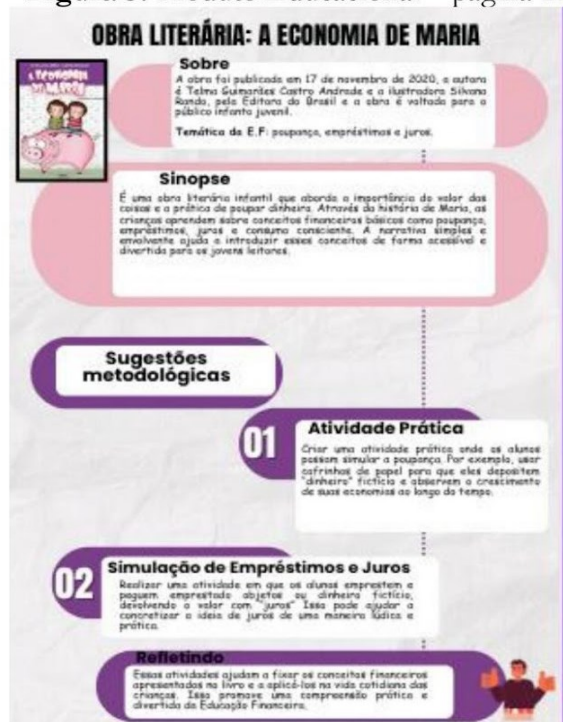 OBRA LITERÁRIA: A ECONOMIA DE MARIA
A ECONOMIA
DE MARIA
Sobre
A obra foi publicada em 17 de novembro de 2020, a autora
é Telma Guimarães Castro Andrade e a ilustradora Silvana
Rando, pela Editora do Brasil e a obra é voltada para o
público infanto juvenil.
Temática da E.F: poupança, empréstimos e juros.
Sinopse
É uma obra literária infantil que aborda a importância do valor das
coisas e a prática de poupar dinheiro. Através da história de Maria, as
crianças aprendem sobre conceitos financeiros básicos como poupança,
empréstimos, juros e consumo consciente. A narrativa simples e
envolvente ajuda a introduzir esses conceitos de forma acessível e
divertida para os jovens leitores.
Sugestões
metodológicas
01
Atividade Prática
Criar uma atividade prática onde os alunos
possam simular a poupança. Por exemplo, usar
cofrinhos de papel para que eles depositem
"dinheiro" fictício e observem o crescimento
de suas economias ao longo do tempo.
02
Simulação de Empréstimos e Juros
Realizar uma atividade em que os alunos emprestem e
peguem emprestado objetos ou dinheiro fictício,
devolvendo o valor com "juros" Isso pode ajudar a
concretizar a ideia de juros de uma maneira lúdica e
prática.
Refletindo
Essas atividades ajudam a fixar os conceitos financeiros
apresentados no livro e a aplicá-los na vida cotidiana das
crianças. Isso promove uma compreensão prática e
divertida da Educação Financeira.